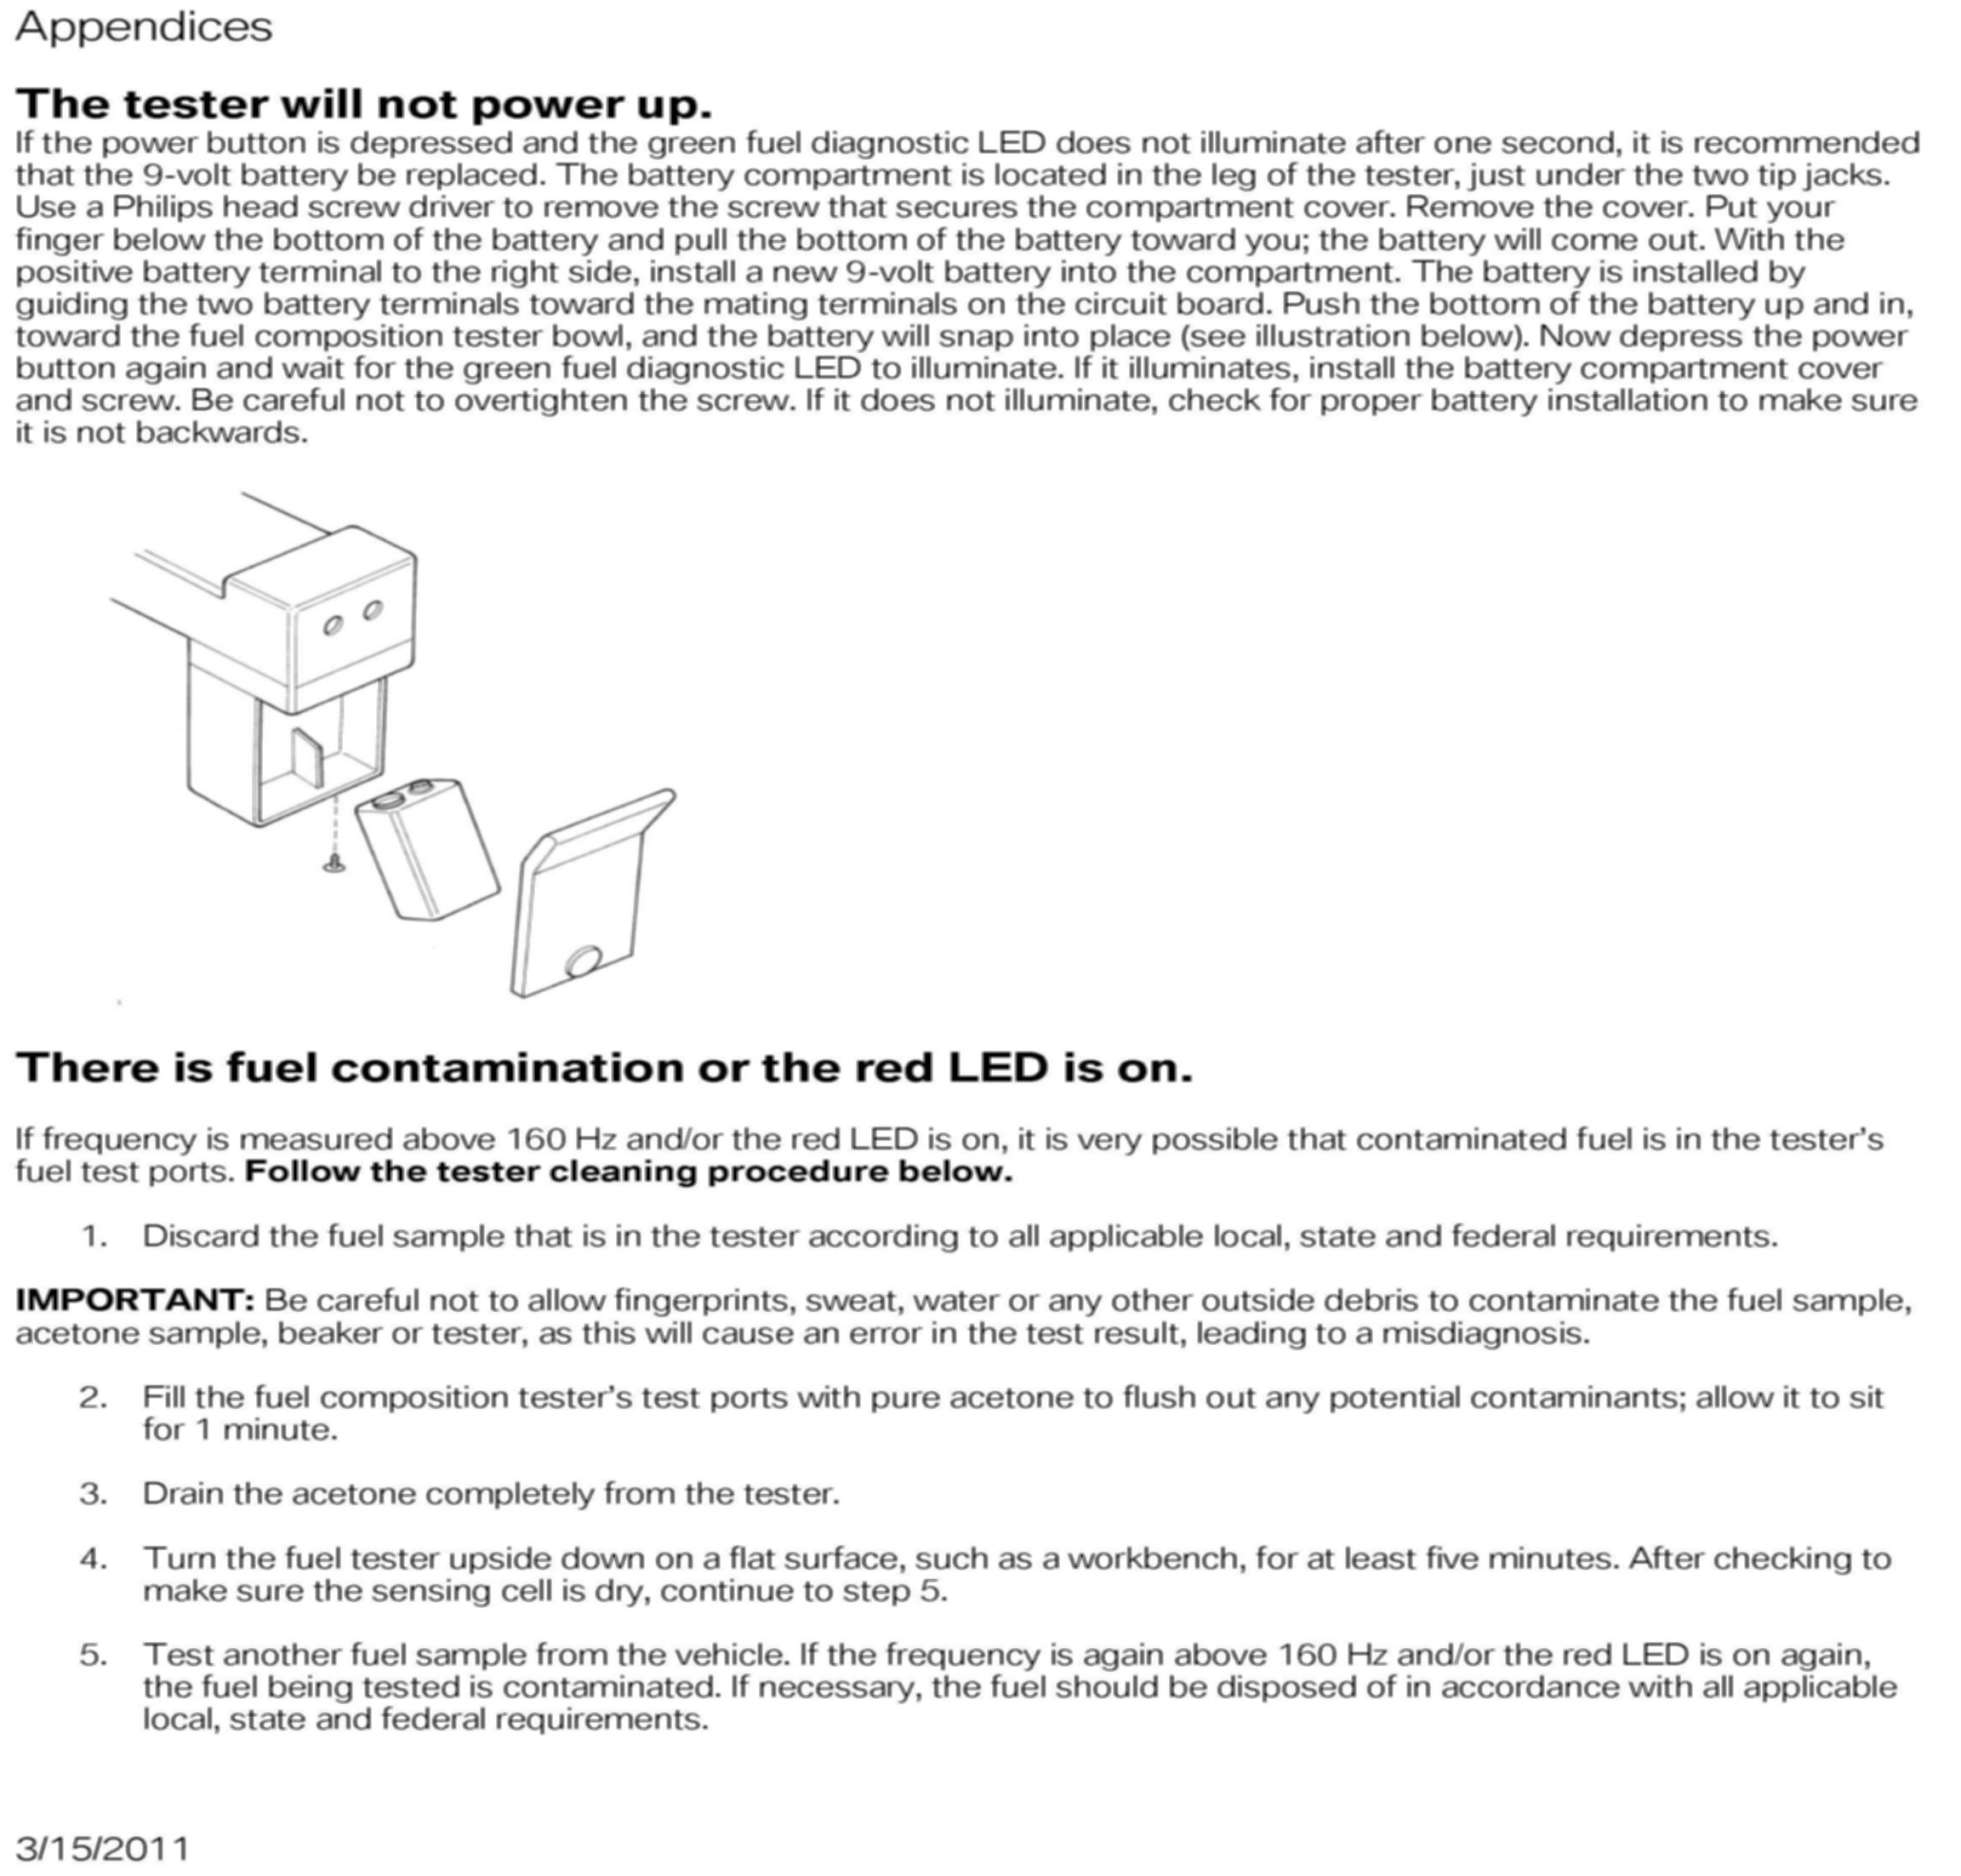 Appendices
The tester will not power up.
If the power button is depressed and the green fuel diagnostic LED does not illuminate after one second, it is recommended
that the 9-volt battery be replaced. The battery compartment is located in the leg of the tester, just under the two tip jacks.
Use a Philips head screw driver to remove the screw that secures the compartment cover. Remove the cover. Put your
finger below the bottom of the battery and pull the bottom of the battery toward you; the battery will come out. With the
positive battery terminal to the right side, install a new 9-volt battery into the compartment. The battery is installed by
guiding the two battery terminals toward the mating terminals on the circuit board. Push the bottom of the battery up and in,
toward the fuel composition tester bowl, and the battery will snap into place (see illustration below). Now depress the power
button again and wait for the green fuel diagnostic LED to illuminate. If it illuminates, install the battery compartment cover
and screw. Be careful not to overtighten the screw. If it does not illuminate, check for proper battery installation to make sure
it is not backwards.
There is fuel contamination or the red LED is on.
If frequency is measured above 160 Hz and/or the red LED is on, it is very possible that contaminated fuel is in the tester's
fuel test ports. Follow the tester cleaning procedure below.
1. Discard the fuel sample that is in the tester according to all applicable local, state and federal requirements.
IMPORTANT: Be careful not to allow fingerprints, sweat, water or any other outside debris to contaminate the fuel sample,
acetone sample, beaker or tester, as this will cause an error in the test result, leading to a misdiagnosis.
2. Fill the fuel composition tester's test ports with pure acetone to flush out any potential contaminants; allow it to sit
for 1 minute.
3. Drain the acetone completely from the tester.
4. Turn the fuel tester upside down on a flat surface, such as a workbench, for at least five minutes. After checking to
make sure the sensing cell is dry, continue to step 5.
5. Test another fuel sample from the vehicle. If the frequency is again above 160 Hz and/or the red LED is on again,
the fuel being tested is contaminated. If necessary, the fuel should be disposed of in accordance with all applicable
local, state and federal requirements.
3/15/2011